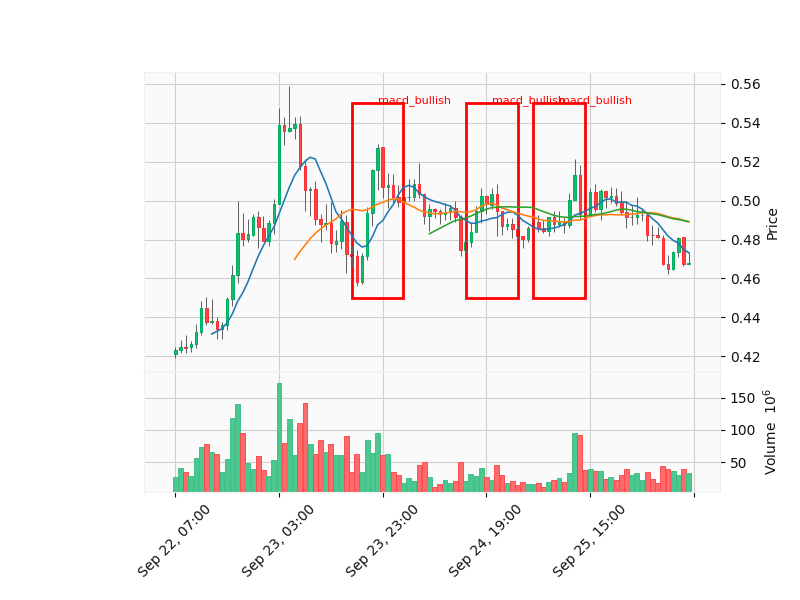 macd_bullish
macd_bullish
macd_bullish
0.56
0.54
0.52
0.50
0.48
0.46
0.44
0.42
Price
150
100
50
Volume 10^6
Sep 22, 07:00
Sep 23, 03:00
Sep 23, 23:00
Sep 24, 19:00
Sep 25, 15:00